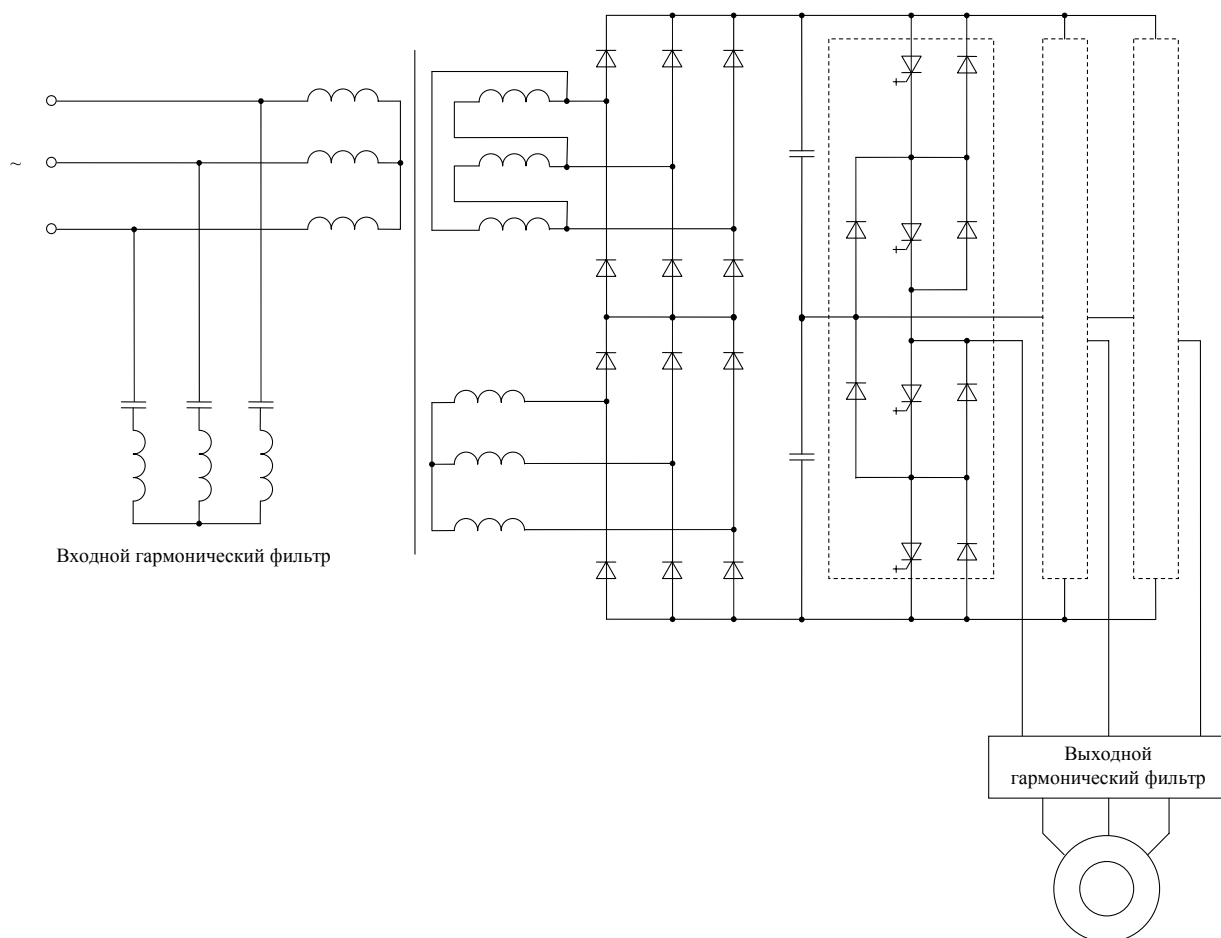 ~
Входной гармонический фильтр
Выходной
гармонический фильтр